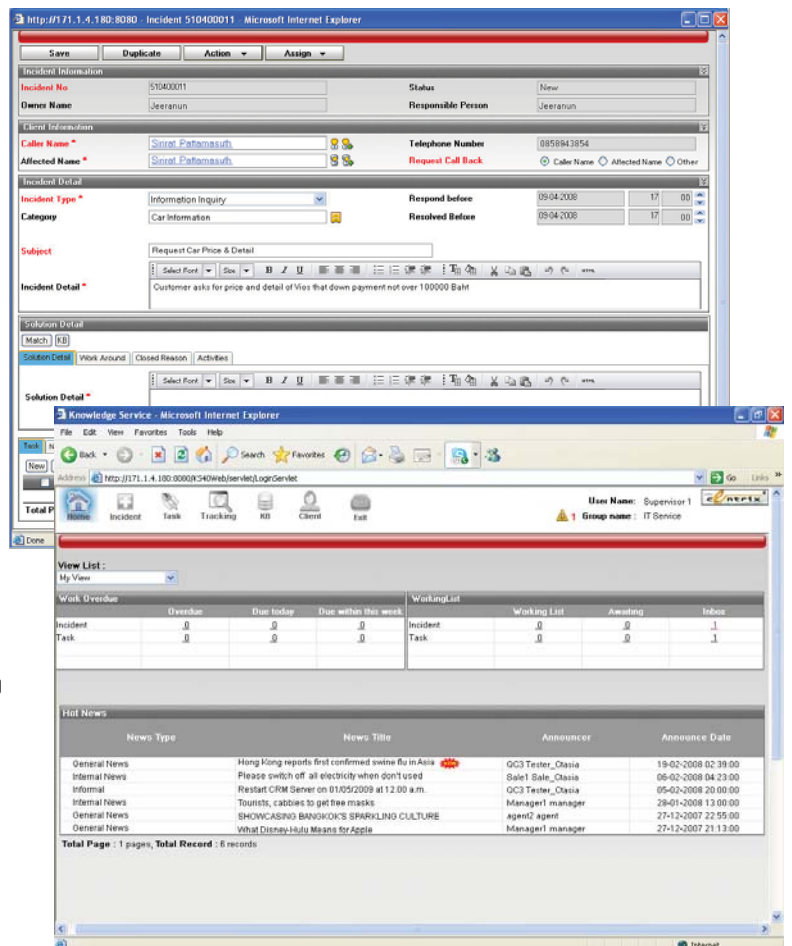 http://171.1.4.180:8080 - Incident 510400011 - Microsoft Internet Explorer
Save Duplicate Action Assign
Incident Information
Incident No 510400011 Status New
Owner Name Jeeranun Responsible Person Jeeranun
Client Information
Caller Name * Sirirat Pattamasuth Telephone Number 0858943854
Affected Name * Sirirat Pattamasuth Request Call Back Caller Name Affected Name Other
Incident Detail
Incident Type * Information Inquiry Respond before 09-04-2008 17 00
Category Car Information Resolved Before 09-04-2008 17 00
Subject Request Car Price & Detail
Select Font Size B I U HTML
Incident Detail * Customer asks for price and detail of Vios that down payment not over 100000 Baht
Solution Detail
Match KB
Solution Detail Work Around Closed Reason Activities
Select Font Size B I U HTML
Solution Detail *
Task N
New
Total P
Done
Knowledge Service - Microsoft Internet Explorer
File Edit View Favorites Tools Help
Back Search Favorites
Address http://171.1.4.180:8080/KS40Web/servlet/LoginServlet Go Links
Home Incident Task Tracking KB Client Exit
User Name: Supervisor1
1 Group name : IT Service
View List :
My View
Work Overdue WorkingList
Overdue Due today Due within this week Working List Awaiting Inbox
Incident 0 0 0 Incident 0 0 1
Task 0 0 0 Task 0 0 1
Hot News
News Type News Title Announcer Announce Date
General News Hong Kong reports first confirmed swine flu in Asia QC3 Tester_Ctasia 19-02-2008 02:39:00
Internal News Please switch off all electricity when don't used Sale1 Sale_Ctasia 06-02-2008 04:23:00
Informal Restart CRM Server on 01/05/2009 at 12.00 a.m. QC3 Tester_Ctasia 05-02-2008 20:00:00
Internal News Tourists, cabbies to get free masks Manager1 manager 28-01-2008 13:00:00
General News SHOWCASING BANGKOK'S SPARKLING CULTURE agent2 agent 27-12-2007 22:55:00
General News What Disney-Hulu Means for Apple Manager1 manager 27-12-2007 21:13:00
Total Page : 1 pages, Total Record : 6 records
Internet